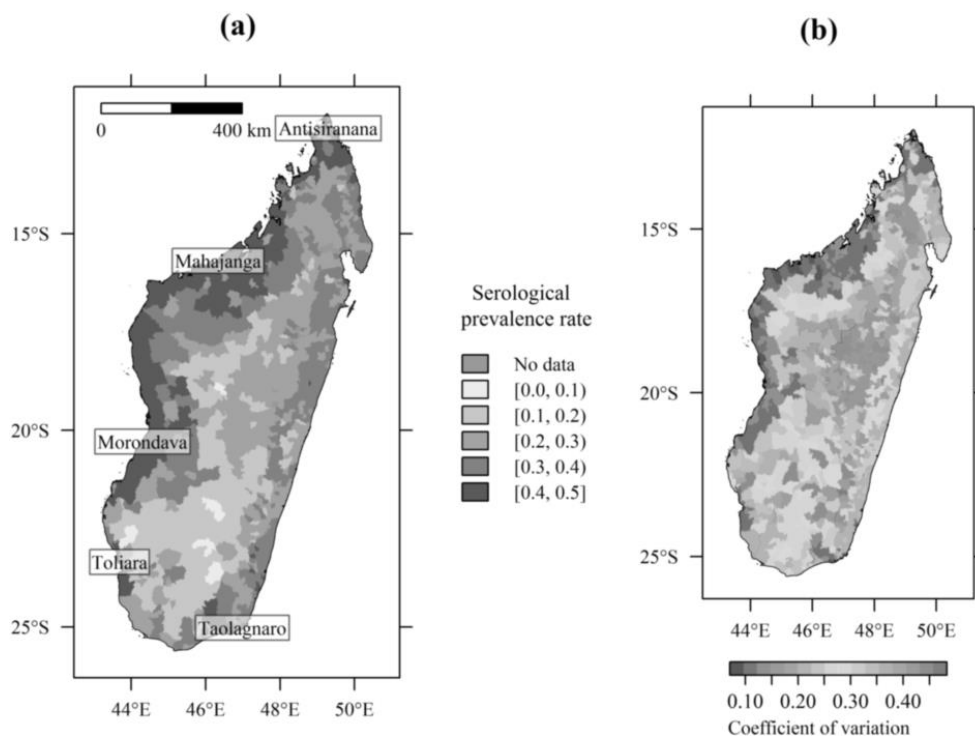 (a)
0
400 km
Antisiranana
15°S
Mahajanga
20°S
Morondava
Toliara
25°S
Taolagnaro
44°E 46°E 48°E 50°E
Serological
prevalence rate
No data
[0.0, 0.1)
[0.1, 0.2)
[0.2, 0.3)
[0.3, 0.4)
[0.4, 0.5]
(b)
15°S
20°S
25°S
44°E 46°E 48°E 50°E
0.10 0.20 0.30 0.40
Coefficient of variation